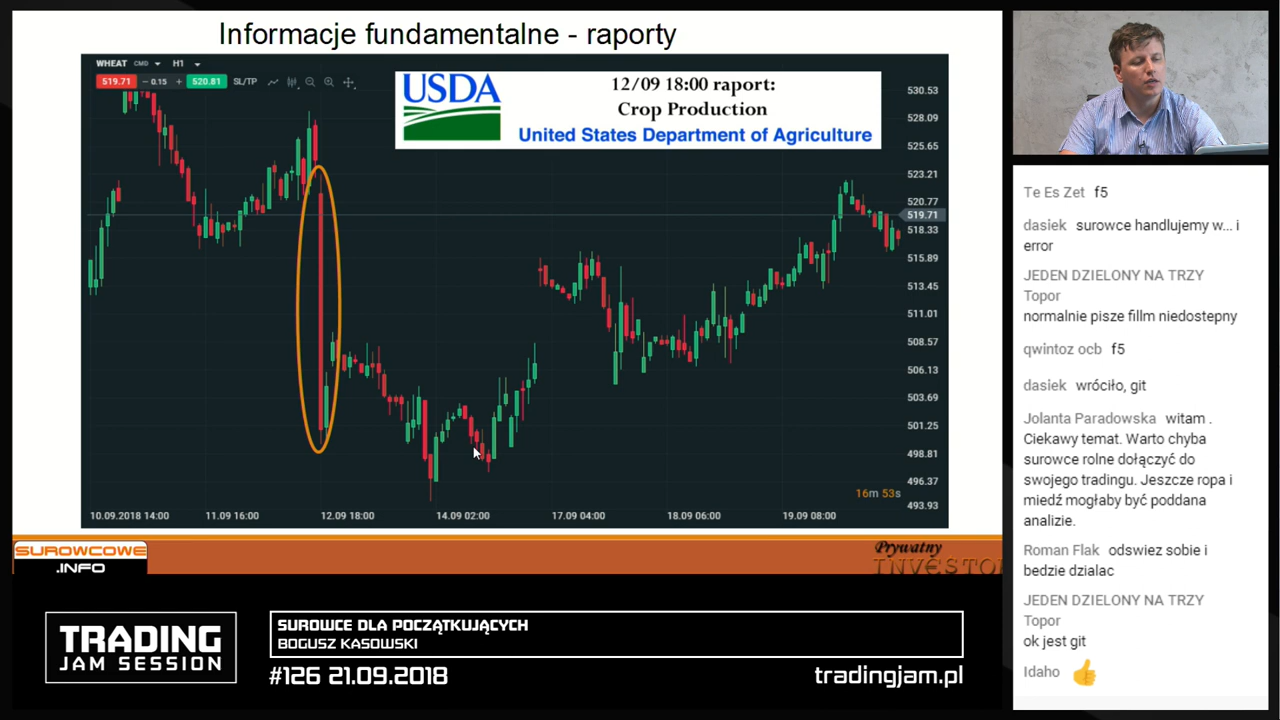 Informacje fundamentalne - raporty
WHEAT CMD H1
519.71 0.15 + 520.81 SL/TP
USDA
12/09 18:00 raport:
Crop Production
United States Department of Agriculture
530.53
528.09
525.65
523.21
520.77
519.71
518.33
515.89
513.45
511.01
508.57
506.13
503.69
501.25
498.81
496.37
493.93
16m 53s
10.09.2018 14:00 11.09 16:00 12.09 18:00 14.09 02:00 17.09 04:00 18.09 06:00 19.09 08:00
SUROWCOWE
.INFO
Prywatny
INVESTO
TRADING
JAM SESSION
SUROWCE DLA POCZĄTKUJĄCYCH
BOGUSZ KASOWSKI
#126 21.09.2018
tradingjam.pl
Te Es Zet f5
dasiek surowce handlujemy w... i
error
JEDEN DZIELONY NA TRZY
Topor
normalnie pisze fillm niedostepny
qwintoz ocb f5
dasiek wróciło, git
Jolanta Paradowska witam .
Ciekawy temat. Warto chyba
surowce rolne dołączyć do
swojego tradingu. Jeszcze ropa i
miedź mogłaby być poddana
analizie.
Roman Flak odswiez sobie i
bedzie dzialac
JEDEN DZIELONY NA TRZY
Topor
ok jest git
Idaho 👍